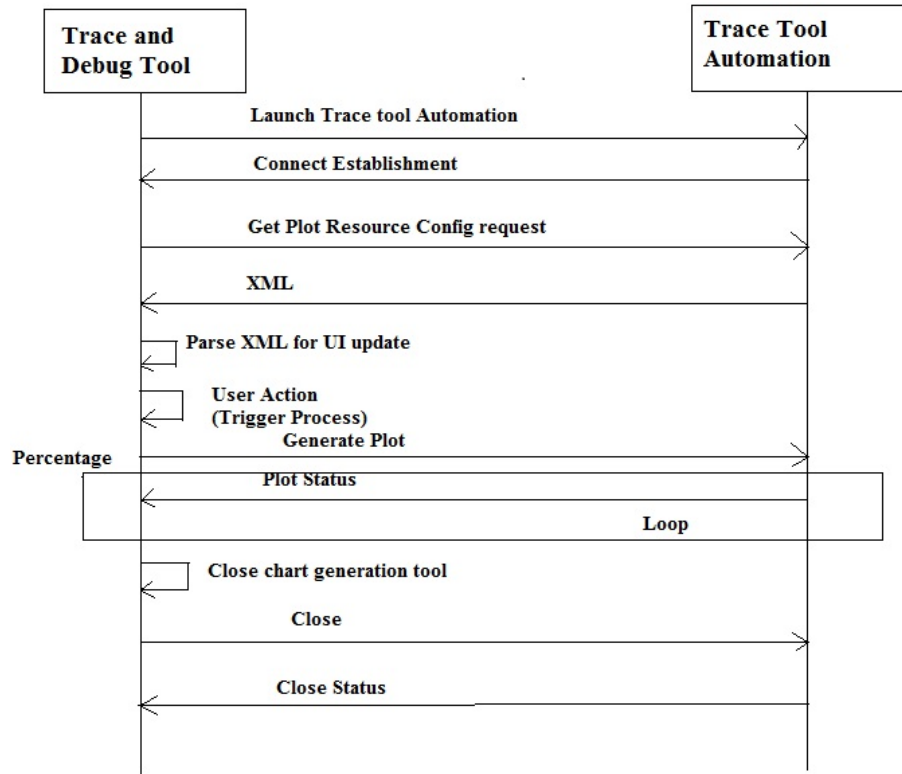 Trace and
Debug Tool
Trace Tool
Automation
Launch Trace tool Automation
Connect Establishment
Get Plot Resource Config request
XML
Parse XML for UI update
User Action
(Trigger Process)
Generate Plot
Percentage
Plot Status
Loop
Close chart generation tool
Close
Close Status